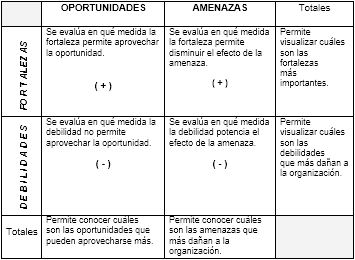 OPORTUNIDADES
AMENAZAS
Totales
FORTALEZAS
Se evalúa en qué medida la
fortaleza permite aprovechar
la oportunidad.
( + )
Se evalúa en qué medida
la fortaleza permite
disminuir el efecto de la
amenaza.
( + )
Permite
visualizar cuáles
son las
fortalezas
más
importantes.
DEBILIDADES
Se evalúa en qué medida la
debilidad no permite
aprovechar la oportunidad.
( - )
Se evalúa en qué medida
la debilidad potencia el
efecto de la amenaza.
( - )
Permite
visualizar cuáles
son las
debilidades
que más dañan a
la organización.
Totales
Permite conocer cuáles
son las oportunidades que
pueden aprovecharse más.
Permite conocer cuáles
son las amenazas que
más dañan a la
organización.